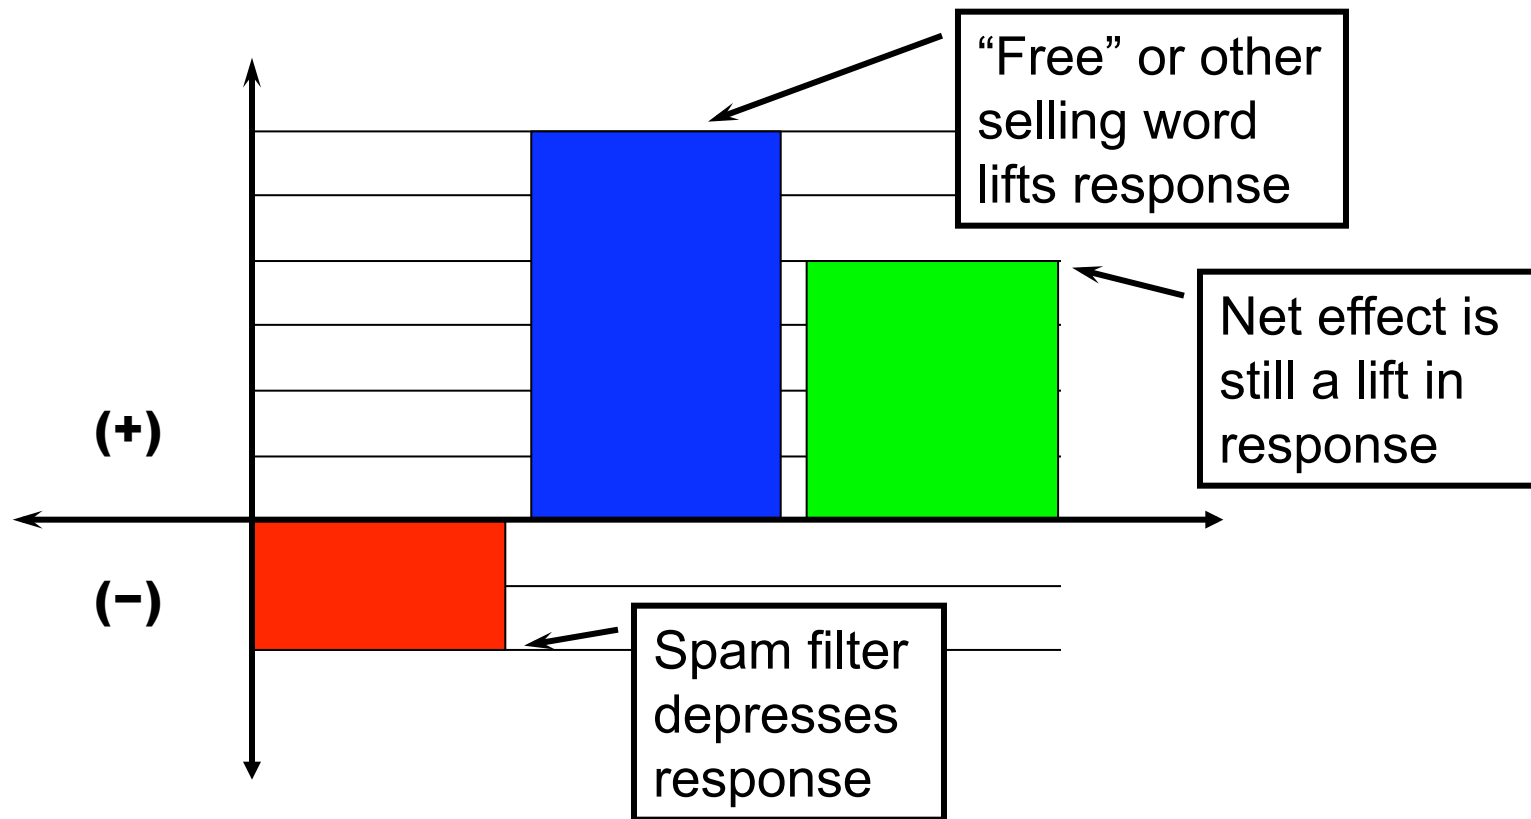 “Free” or other
selling word
lifts response
Net effect is
still a lift in
response
(+)
(−)
Spam filter
depresses
response